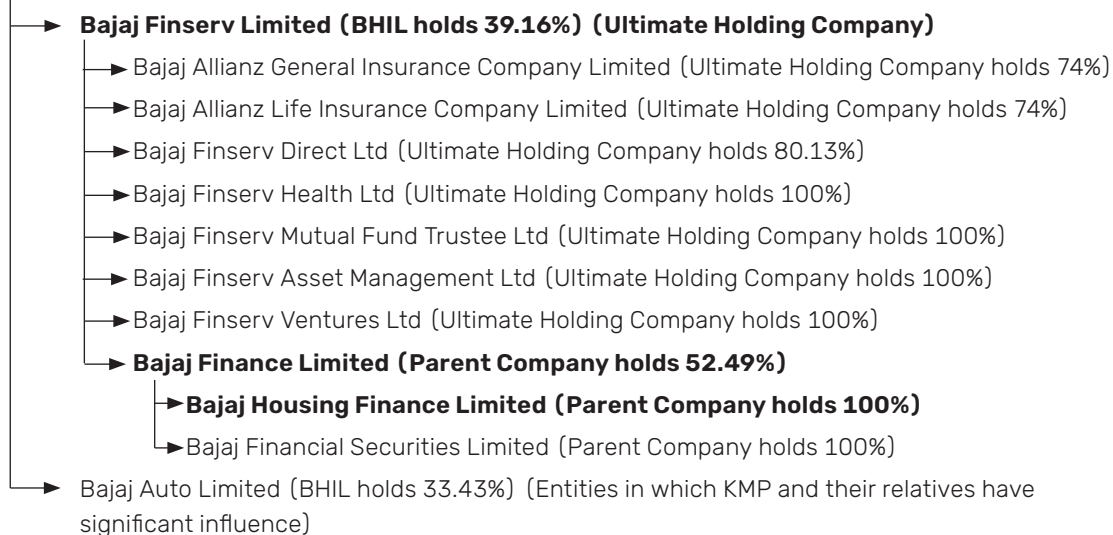 Bajaj Finserv Limited (BHIL holds 39.16%) (Ultimate Holding Company)
Bajaj Allianz General Insurance Company Limited (Ultimate Holding Company holds 74%)
Bajaj Allianz Life Insurance Company Limited (Ultimate Holding Company holds 74%)
Bajaj Finserv Direct Ltd (Ultimate Holding Company holds 80.13%)
Bajaj Finserv Health Ltd (Ultimate Holding Company holds 100%)
Bajaj Finserv Mutual Fund Trustee Ltd (Ultimate Holding Company holds 100%)
Bajaj Finserv Asset Management Ltd (Ultimate Holding Company holds 100%)
Bajaj Finserv Ventures Ltd (Ultimate Holding Company holds 100%)
Bajaj Finance Limited (Parent Company holds 52.49%)
Bajaj Housing Finance Limited (Parent Company holds 100%)
Bajaj Financial Securities Limited (Parent Company holds 100%)
Bajaj Auto Limited (BHIL holds 33.43%) (Entities in which KMP and their relatives have
significant influence)